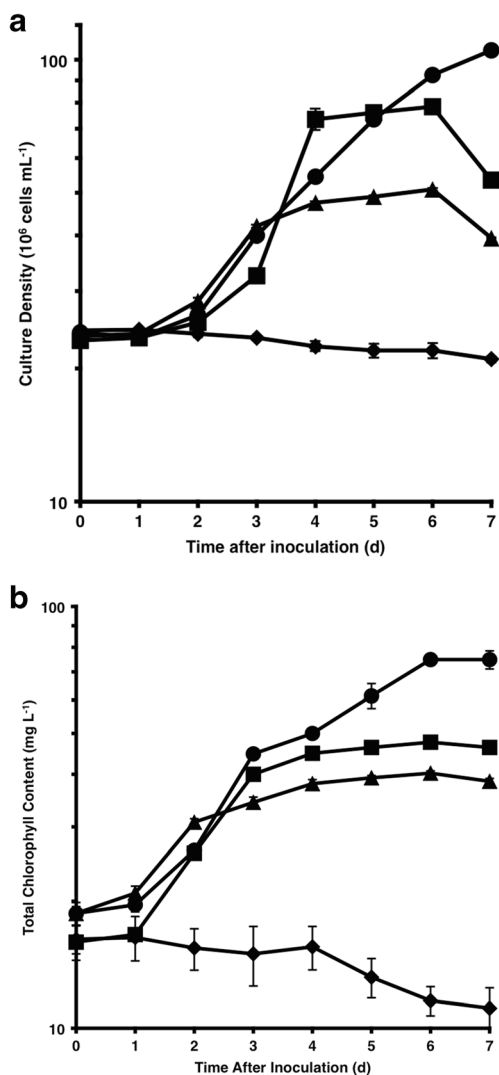 a
100
10
Culture Density (10⁶ cells mL⁻¹)
0 1 2 3 4 5 6 7
Time after inoculation (d)
b
100
10
Total Chlorophyll Content (mg L⁻¹)
0 1 2 3 4 5 6 7
Time After Inoculation (d)